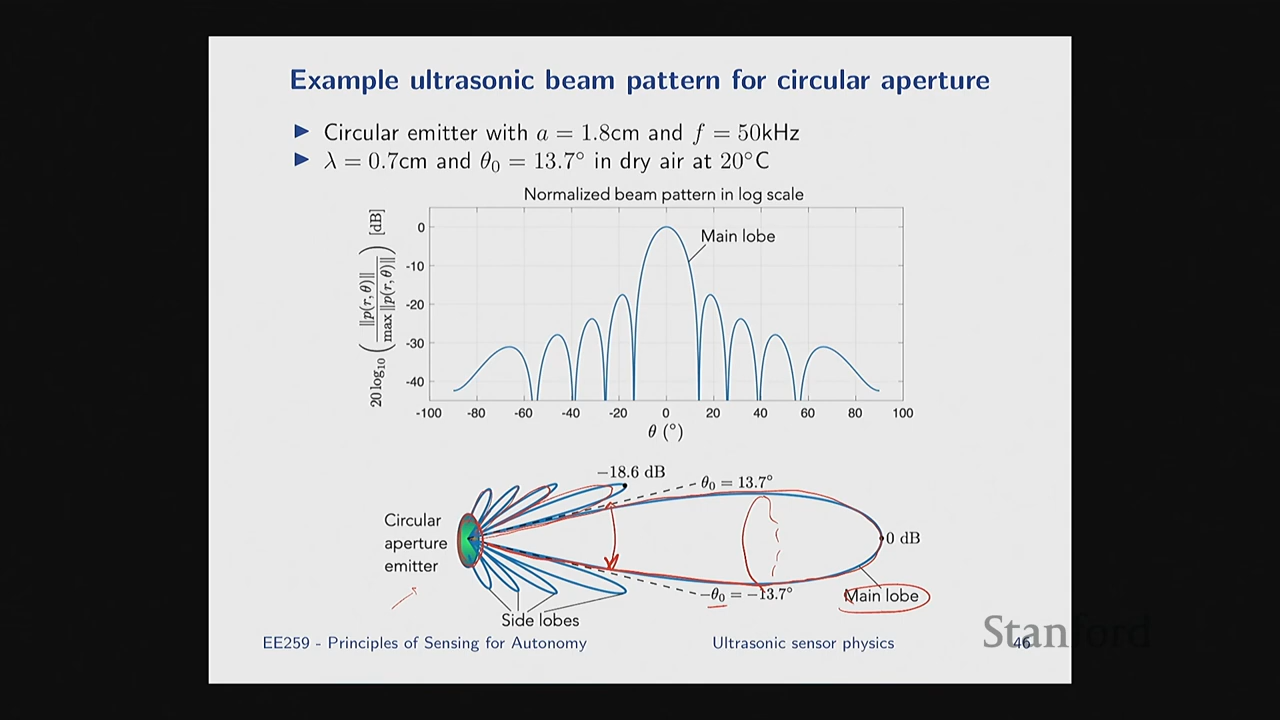 Example ultrasonic beam pattern for circular aperture
▶ Circular emitter with a = 1.8cm and f = 50kHz
▶ λ = 0.7cm and θ₀ = 13.7° in dry air at 20°C
Normalized beam pattern in log scale
20 log₁₀ ( ‖p(r, θ)‖ / max ‖p(r, θ)‖ ) [dB]
0
-10
-20
-30
-40
Main lobe
-100 -80 -60 -40 -20 0 20 40 60 80 100
θ (°)
−18.6 dB
θ₀ = 13.7°
Circular
aperture
emitter
0 dB
−θ₀ = −13.7°
Main lobe
Side lobes
EE259 - Principles of Sensing for Autonomy
Ultrasonic sensor physics
46
Stanford